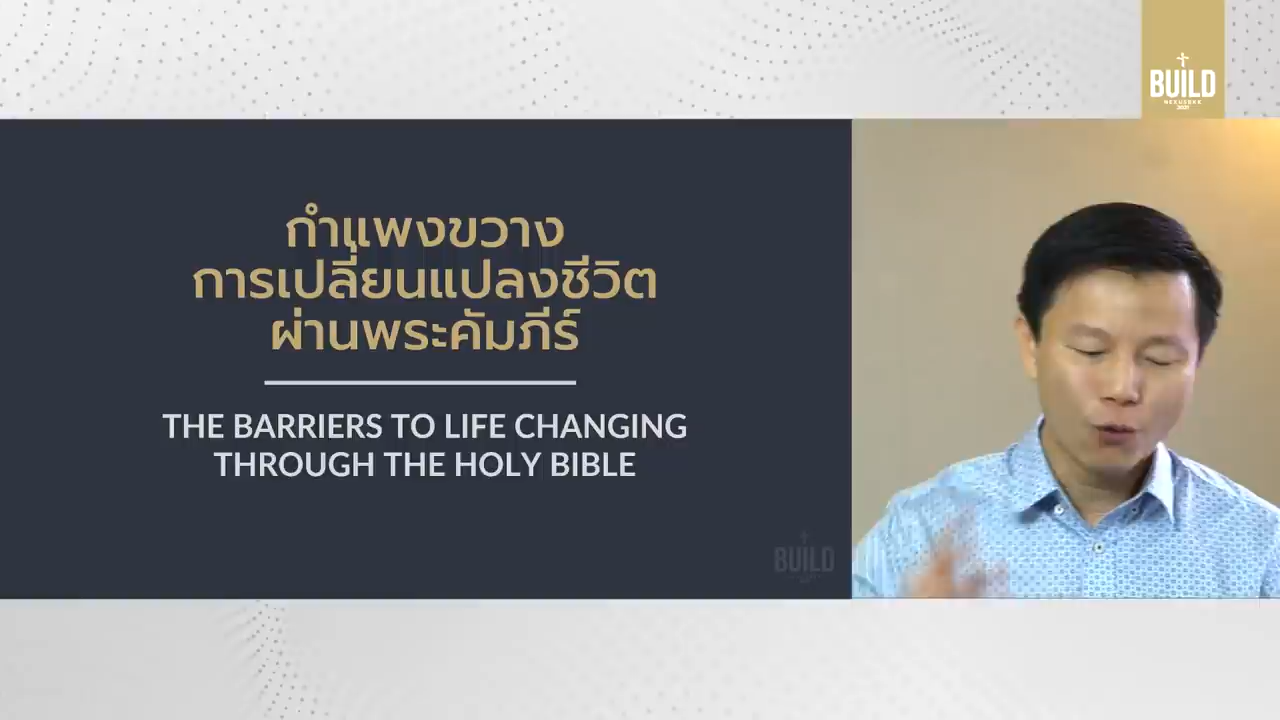 BUILD
NEXUSBKK
2021
กำแพงขวาง
การเปลี่ยนแปลงชีวิต
ผ่านพระคัมภีร์
THE BARRIERS TO LIFE CHANGING
THROUGH THE HOLY BIBLE
BUILD